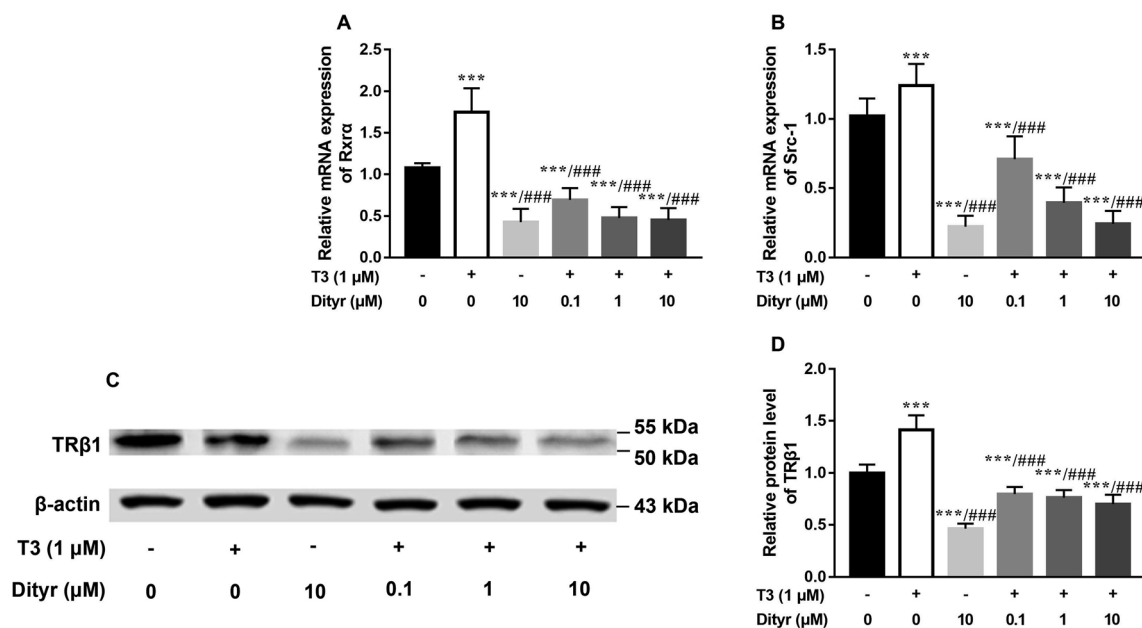 A
Relative mRNA expression
of Rxrα
2.5
2.0
1.5
1.0
0.5
0.0
***
***/###
***/###
***/###
***/###
T3 (1 μM) - + - + + +
Dityr (μM) 0 0 10 0.1 1 10
B
Relative mRNA expression
of Src-1
1.5
1.0
0.5
0.0
***
***/###
***/###
***/###
***/###
T3 (1 μM) - + - + + +
Dityr (μM) 0 0 10 0.1 1 10
C
TRβ1
55 kDa
50 kDa
β-actin
43 kDa
T3 (1 μM) - + - + + +
Dityr (μM) 0 0 10 0.1 1 10
D
Relative protein level
of TRβ1
2.0
1.5
1.0
0.5
0.0
***
***/###
***/###
***/###
***/###
T3 (1 μM) - + - + + +
Dityr (μM) 0 0 10 0.1 1 10